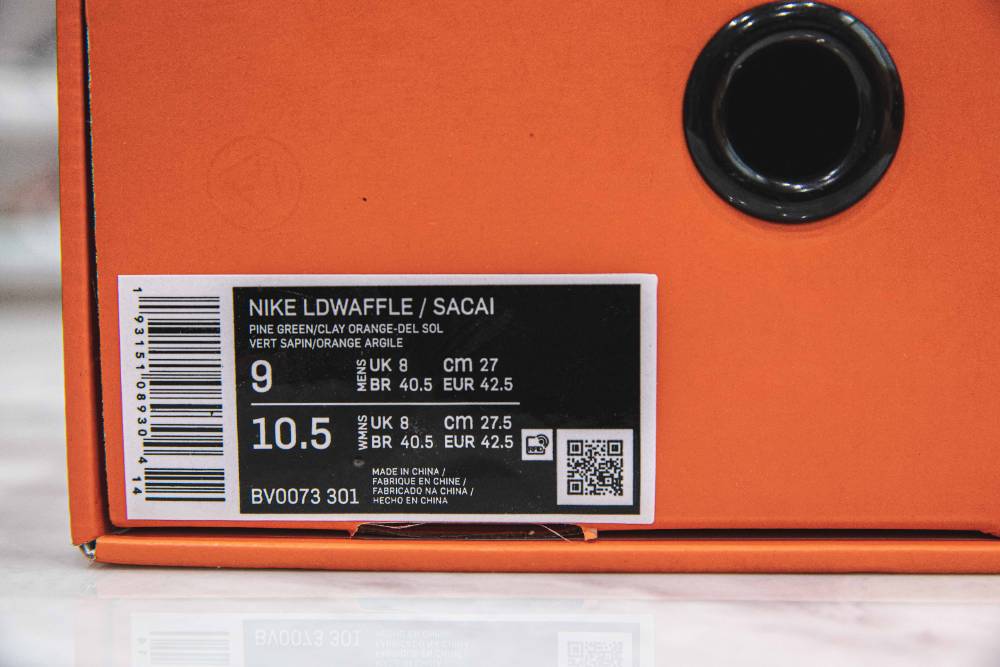 1 93151 08930 4 14
NIKE LDWAFFLE / SACAI
PINE GREEN/CLAY ORANGE-DEL SOL
VERT SAPIN/ORANGE ARGILE
9 MENS UK 8 cm 27
BR 40.5 EUR 42.5
10.5 WMNS UK 8 cm 27.5
BR 40.5 EUR 42.5
MADE IN CHINA /
FABRIQUE EN CHINE /
FABRICADO NA CHINA /
HECHO EN CHINA
BV0073 301